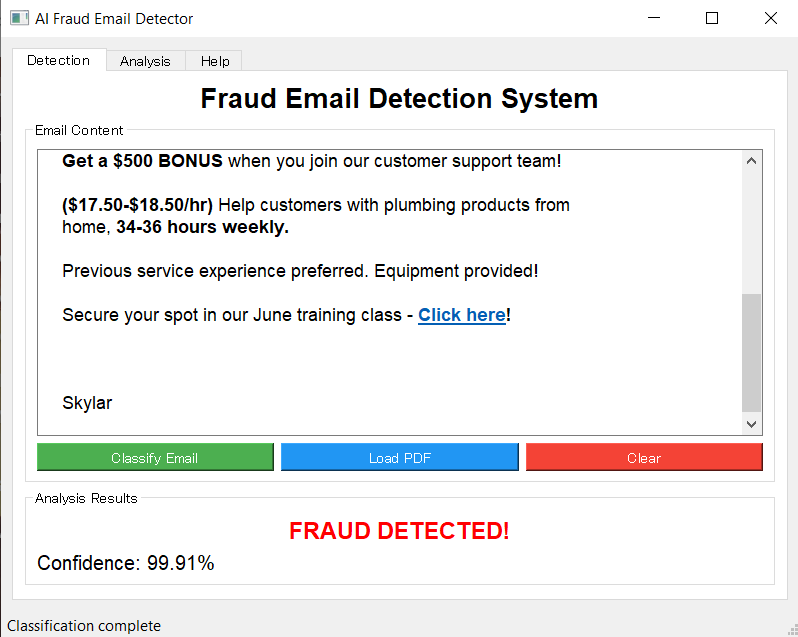 AI Fraud Email Detector
Detection Analysis Help
Fraud Email Detection System
Email Content
Get a $500 BONUS when you join our customer support team!
($17.50-$18.50/hr) Help customers with plumbing products from
home, 34-36 hours weekly.
Previous service experience preferred. Equipment provided!
Secure your spot in our June training class - Click here!
Skylar
Classify Email Load PDF Clear
Analysis Results
FRAUD DETECTED!
Confidence: 99.91%
Classification complete